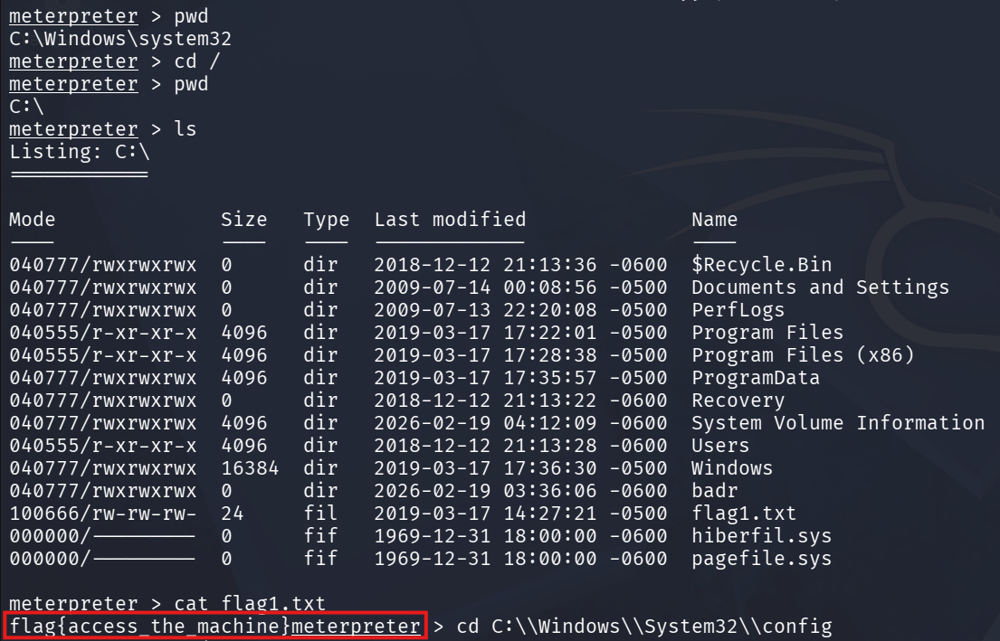 meterpreter > pwd
C:\Windows\system32
meterpreter > cd /
meterpreter > pwd
C:\
meterpreter > ls
Listing: C:\
=============

Mode              Size   Type  Last modified              Name
----              ----   ----  -------------              ----
040777/rwxrwxrwx  0      dir   2018-12-12 21:13:36 -0600  $Recycle.Bin
040777/rwxrwxrwx  0      dir   2009-07-14 00:08:56 -0500  Documents and Settings
040777/rwxrwxrwx  0      dir   2009-07-13 22:20:08 -0500  PerfLogs
040555/r-xr-xr-x  4096   dir   2019-03-17 17:22:01 -0500  Program Files
040555/r-xr-xr-x  4096   dir   2019-03-17 17:28:38 -0500  Program Files (x86)
040777/rwxrwxrwx  4096   dir   2019-03-17 17:35:57 -0500  ProgramData
040777/rwxrwxrwx  0      dir   2018-12-12 21:13:22 -0600  Recovery
040777/rwxrwxrwx  4096   dir   2026-02-19 04:12:09 -0600  System Volume Information
040555/r-xr-xr-x  4096   dir   2018-12-12 21:13:28 -0600  Users
040777/rwxrwxrwx  16384  dir   2019-03-17 17:36:30 -0500  Windows
040777/rwxrwxrwx  0      dir   2026-02-19 03:36:06 -0600  badr
100666/rw-rw-rw-  24     fil   2019-03-17 14:27:21 -0500  flag1.txt
000000/---------  0      fif   1969-12-31 18:00:00 -0600  hiberfil.sys
000000/---------  0      fif   1969-12-31 18:00:00 -0600  pagefile.sys

meterpreter > cat flag1.txt
flag{access_the_machine}meterpreter > cd C:\\Windows\\System32\\config